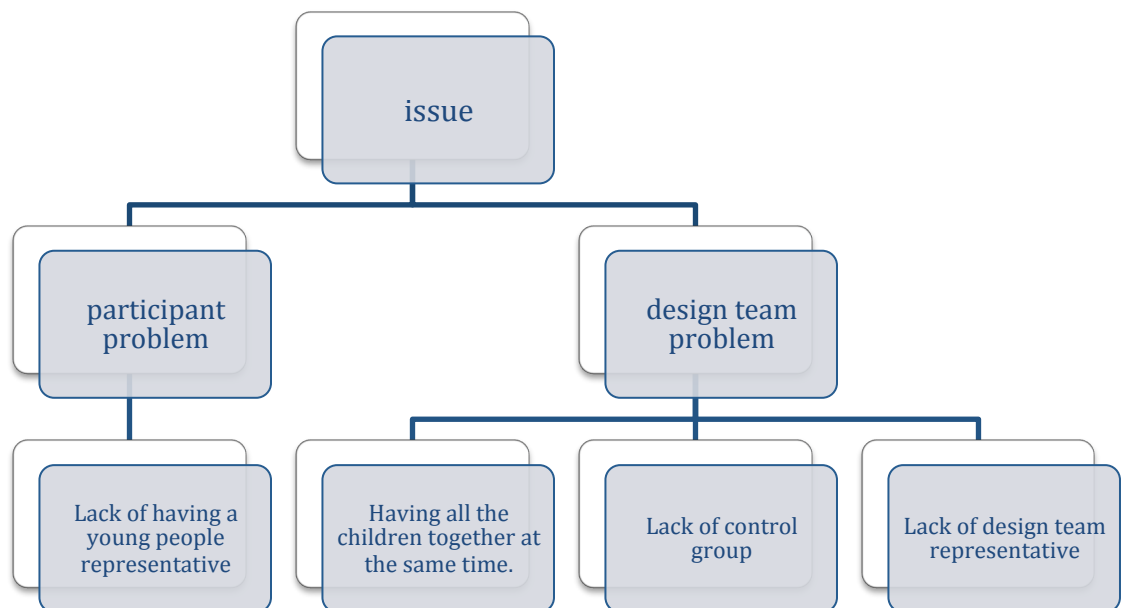 issue
participant
problem
design team
problem
Lack of having a
young people
representative
Having all the
children together at
the same time.
Lack of control
group
Lack of design team
representative